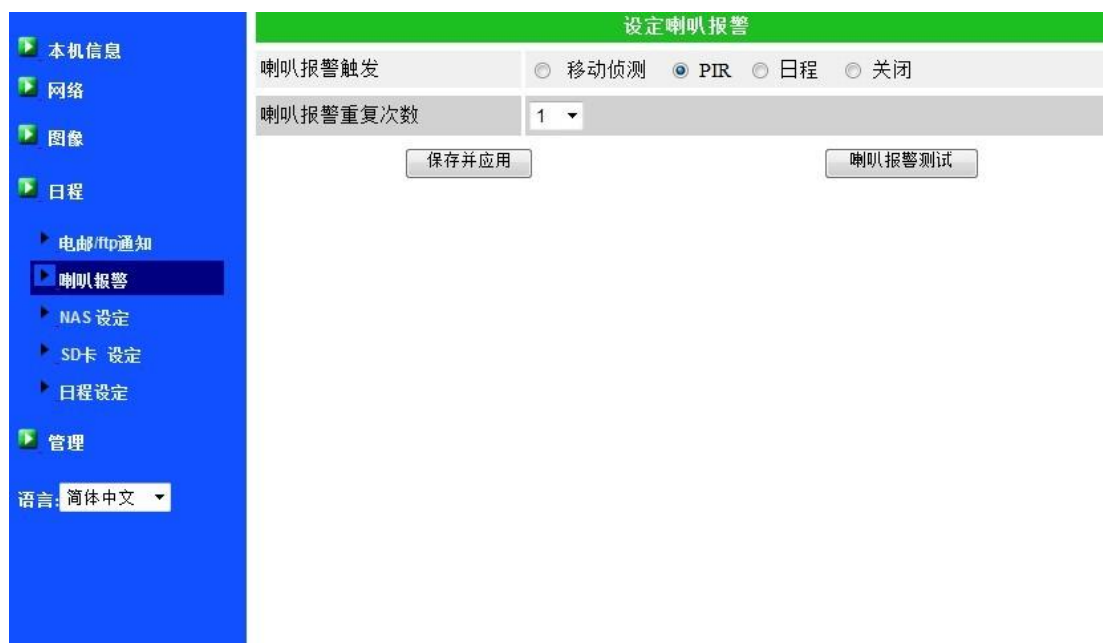 本机信息
网络
图像
日程
电邮/ftp通知
喇叭报警
NAS 设定
SD卡 设定
日程设定
管理
语言: 简体中文
设定喇叭报警
喇叭报警触发 移动侦测 PIR 日程 关闭
喇叭报警重复次数 1
保存并应用 喇叭报警测试